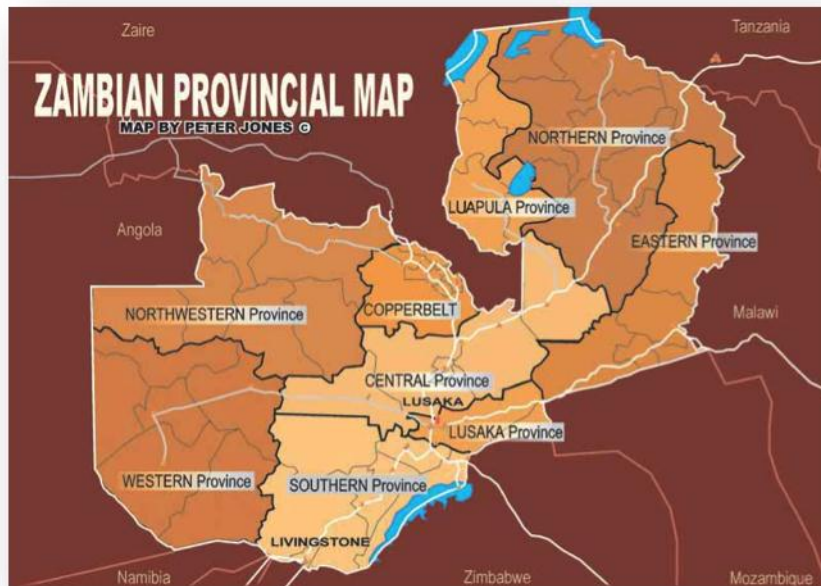 Zaire
Tanzania
ZAMBIAN PROVINCIAL MAP
MAP BY PETER JONES ©
NORTHERN Province
LUAPULA Province
Angola
EASTERN Province
NORTHWESTERN Province
COPPERBELT
Malawi
CENTRAL Province
LUSAKA
LUSAKA Province
WESTERN Province
SOUTHERN Province
LIVINGSTONE
Namibia
Zimbabwe
Mozambique